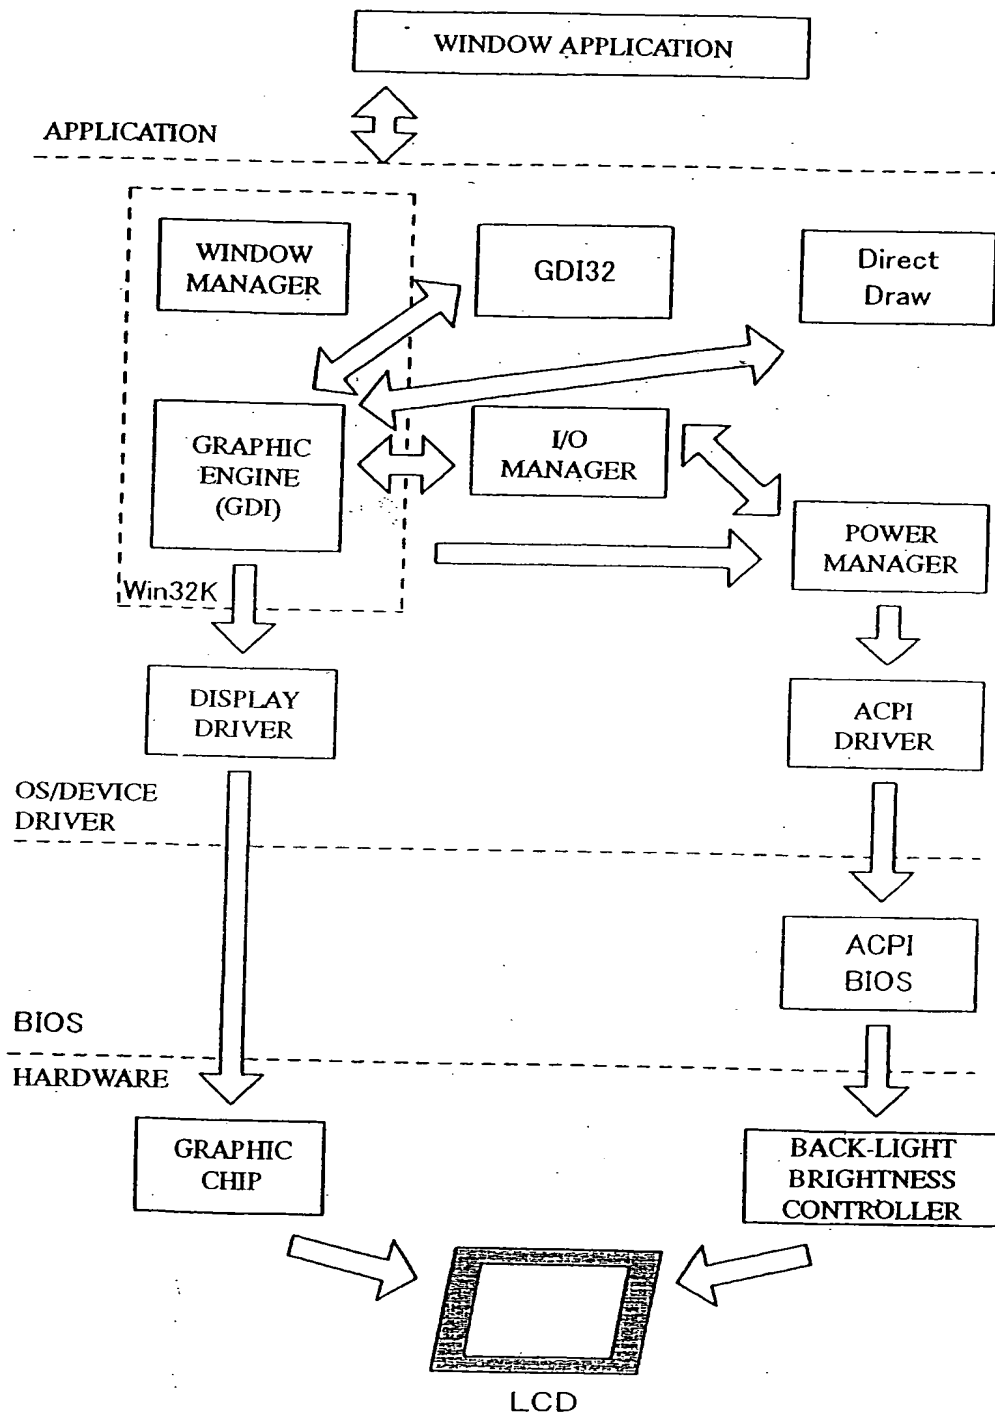 WINDOW APPLICATION
APPLICATION
WINDOW
MANAGER
GDI32
Direct
Draw
GRAPHIC
ENGINE
(GDI)
I/O
MANAGER
POWER
MANAGER
Win32K
DISPLAY
DRIVER
ACPI
DRIVER
OS/DEVICE
DRIVER
ACPI
BIOS
BIOS
HARDWARE
GRAPHIC
CHIP
BACK-LIGHT
BRIGHTNESS
CONTROLLER
LCD